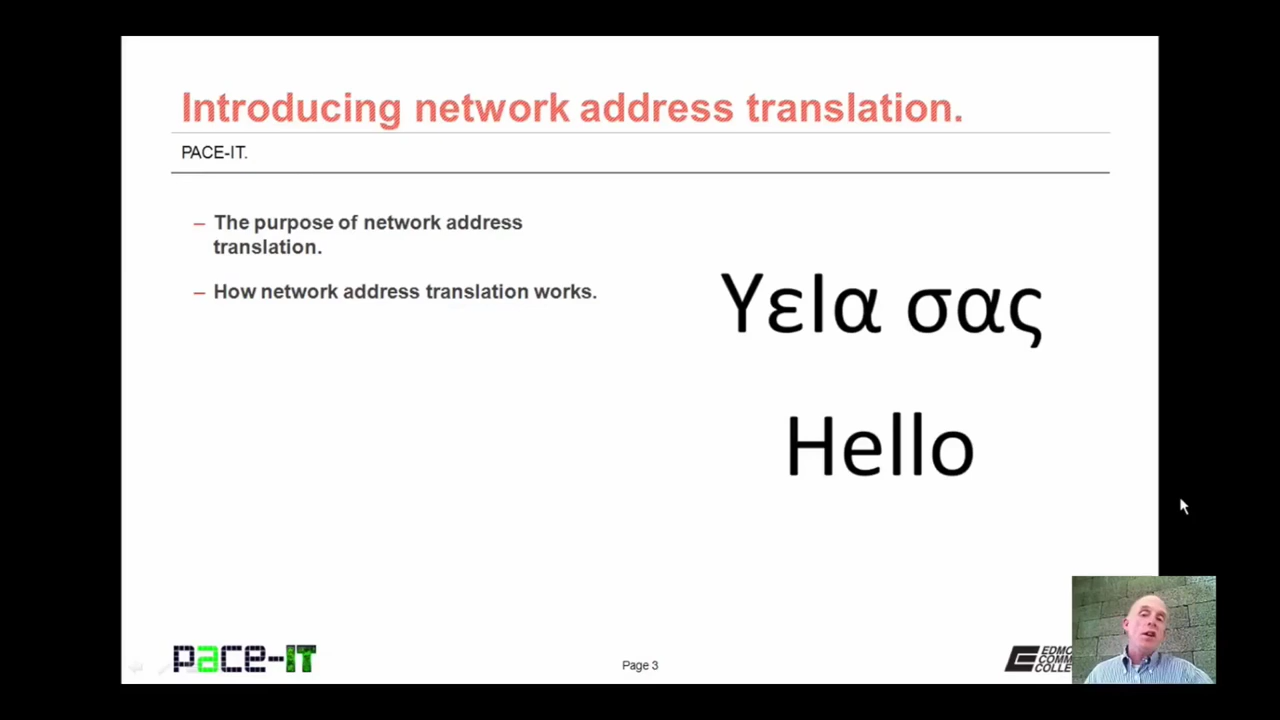 Introducing network address translation.
PACE-IT.
– The purpose of network address
translation.
– How network address translation works.
Υεlα σας
Hello
pace-IT
Page 3